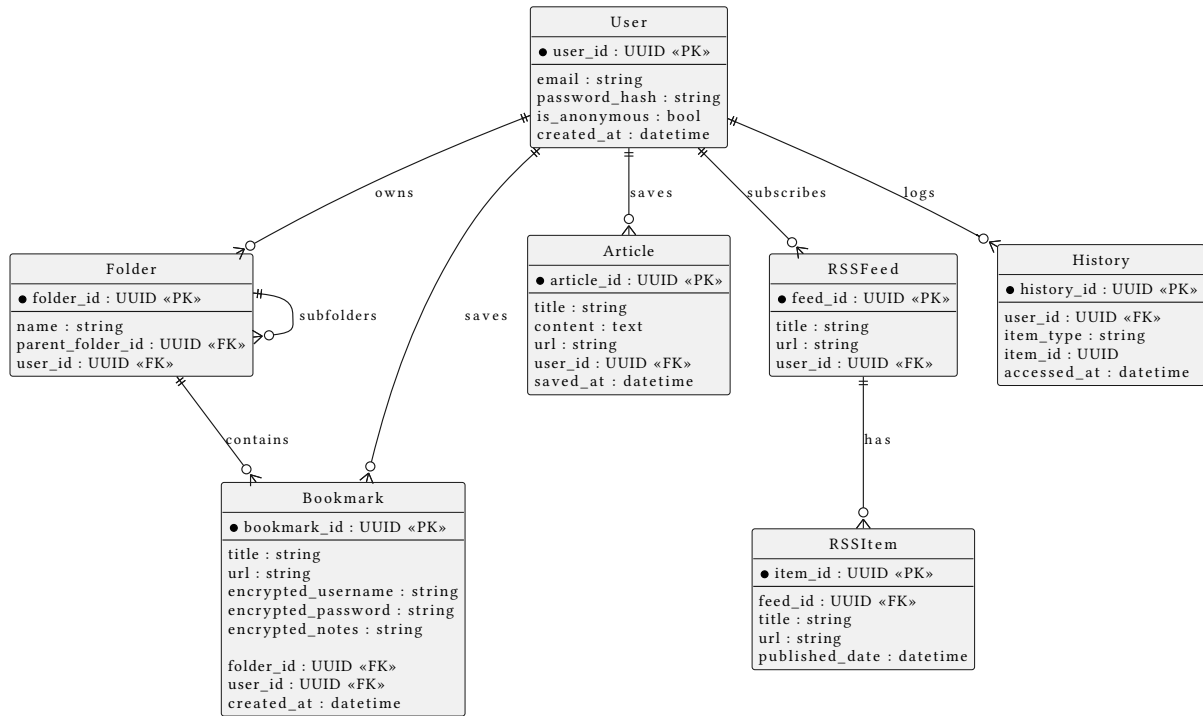 User
user_id : UUID «PK»
email : string
password_hash : string
is_anonymous : bool
created_at : datetime
owns
saves
saves
subscribes
logs
Folder
folder_id : UUID «PK»
name : string
parent_folder_id : UUID «FK»
user_id : UUID «FK»
subfolders
Article
article_id : UUID «PK»
title : string
content : text
url : string
user_id : UUID «FK»
saved_at : datetime
RSSFeed
feed_id : UUID «PK»
title : string
url : string
user_id : UUID «FK»
History
history_id : UUID «PK»
user_id : UUID «FK»
item_type : string
item_id : UUID
accessed_at : datetime
contains
has
Bookmark
bookmark_id : UUID «PK»
title : string
url : string
encrypted_username : string
encrypted_password : string
encrypted_notes : string
folder_id : UUID «FK»
user_id : UUID «FK»
created_at : datetime
RSSItem
item_id : UUID «PK»
feed_id : UUID «FK»
title : string
url : string
published_date : datetime